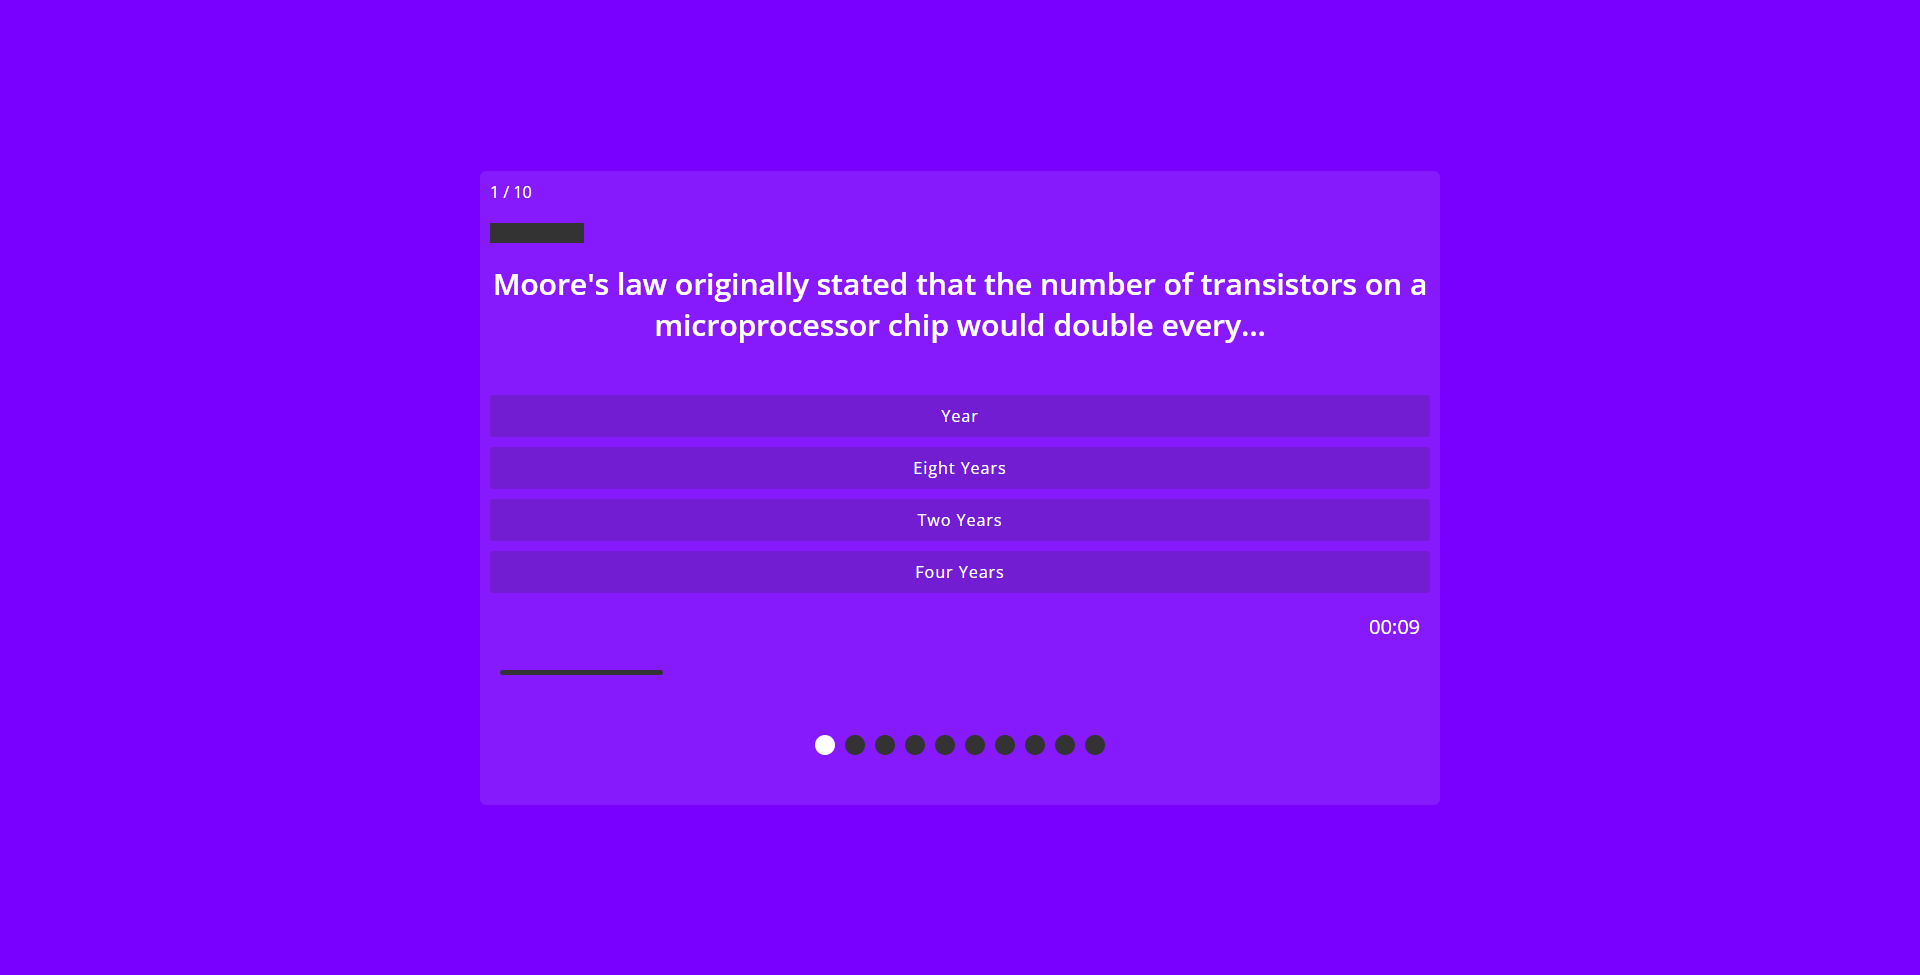 1 / 10
Moore's law originally stated that the number of transistors on a
microprocessor chip would double every...
Year
Eight Years
Two Years
Four Years
00:09